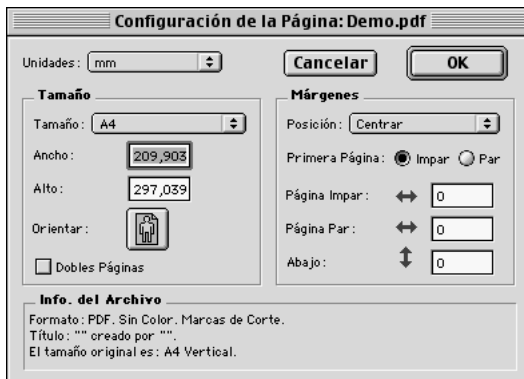 Configuración de la Página: Demo.pdf
Unidades: mm
Cancelar
OK
Tamaño
Tamaño: A4
Ancho: 209,903
Alto: 297,039
Orientar:
Dobles Páginas
Márgenes
Posición: Centrar
Primera Página: Impar Par
Página Impar: 0
Página Par: 0
Abajo: 0
Info. del Archivo
Formato: PDF. Sin Color. Marcas de Corte.
Título: "" creado por "".
El tamaño original es: A4 Vertical.